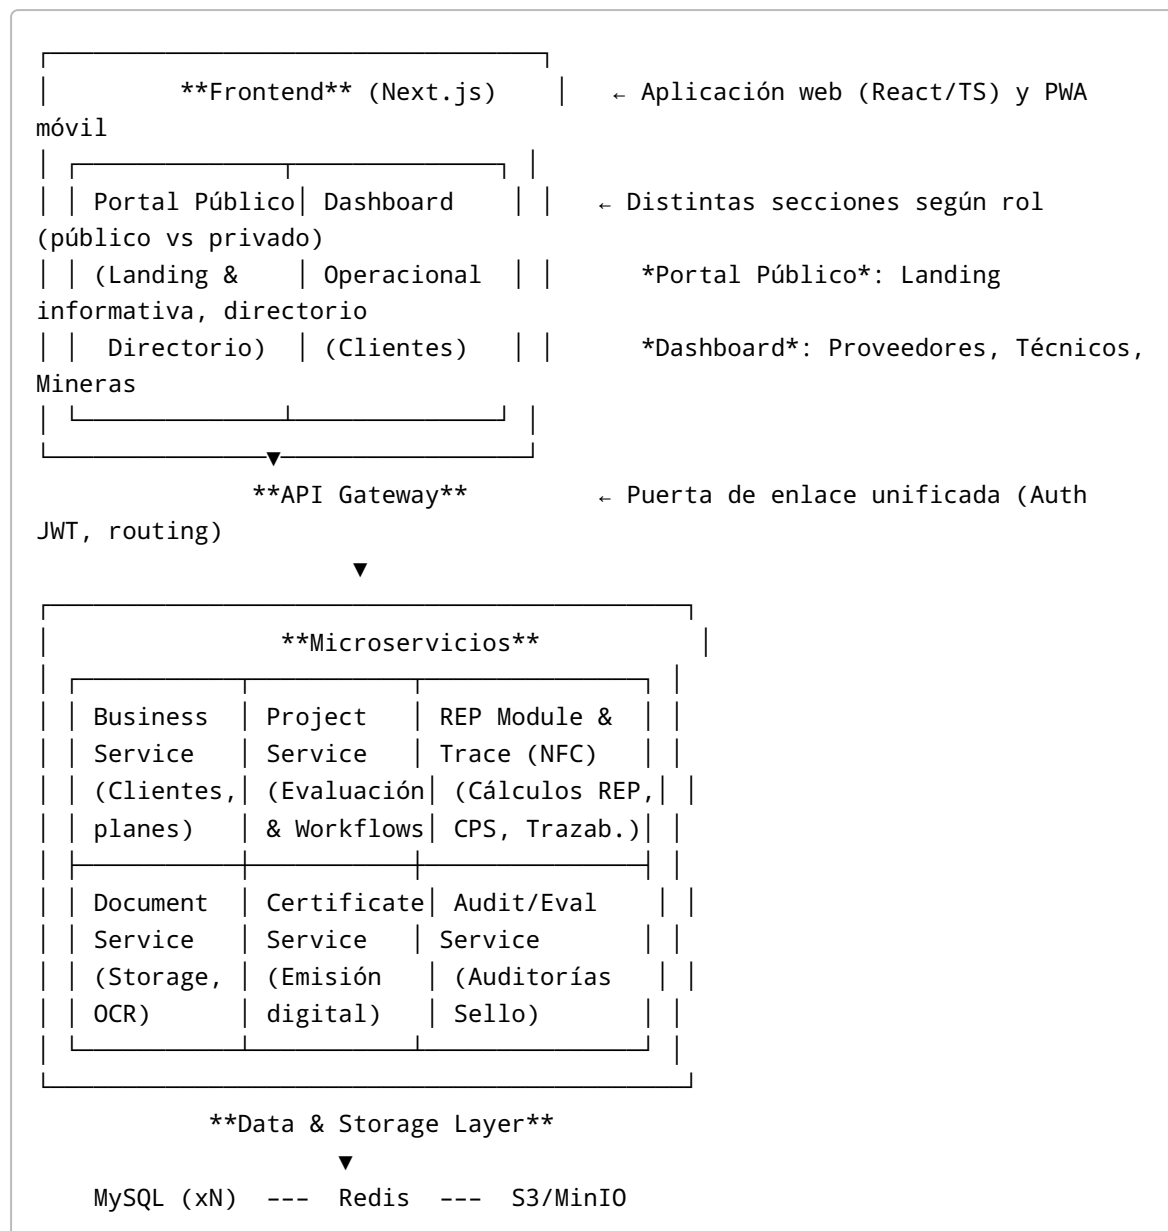 **Frontend** (Next.js) ← Aplicación web (React/TS) y PWA
móvil
Portal Público│ Dashboard ← Distintas secciones según rol
(público vs privado)
(Landing & │ Operacional *Portal Público*: Landing
informativa, directorio
Directorio) │ (Clientes) *Dashboard*: Proveedores, Técnicos,
Mineras
▼
**API Gateway** ← Puerta de enlace unificada (Auth
JWT, routing)
▼
**Microservicios**
Business │ Project │ REP Module &
Service │ Service │ Trace (NFC)
(Clientes,│ (Evaluación│ (Cálculos REP,│
planes) │ & Workflows│ CPS, Trazab.)│
Document │ Certificate│ Audit/Eval
Service │ Service │ Service
(Storage, │ (Emisión │ (Auditorías
OCR) │ digital) │ Sello)
**Data & Storage Layer**
▼
MySQL (xN) --- Redis --- S3/MinIO